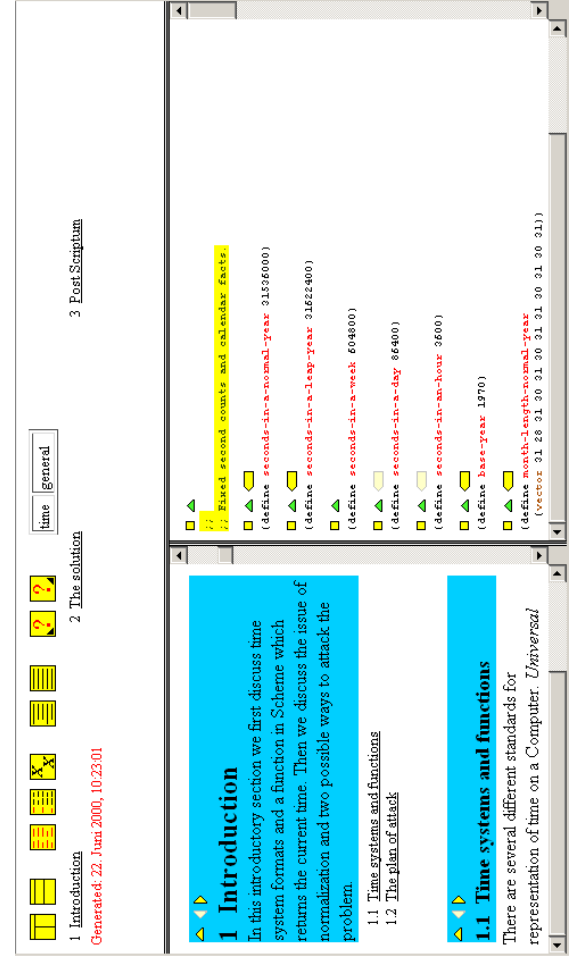 time general
1 Introduction
2 The solution
3 Post Scriptum
Generated: 22. Juni 2000, 10:23:01
1 Introduction
In this introductory section we first discuss time
system formats and a function in Scheme which
returns the current time. Then we discuss the issue of
normalization and two possible ways to attack the
problem.
1.1 Time systems and functions
1.2 The plan of attack
1.1 Time systems and functions
There are several different standards for
representation of time on a Computer. Universal
;;
;; Fixed second counts and calendar facts.
(define seconds-in-a-normal-year 31536000)
(define seconds-in-a-leap-year 31622400)
(define seconds-in-a-week 604800)
(define seconds-in-a-day 86400)
(define seconds-in-an-hour 3600)
(define base-year 1970)
(define month-length-normal-year
(vector 31 28 31 30 31 30 31 31 30 31 30 31))